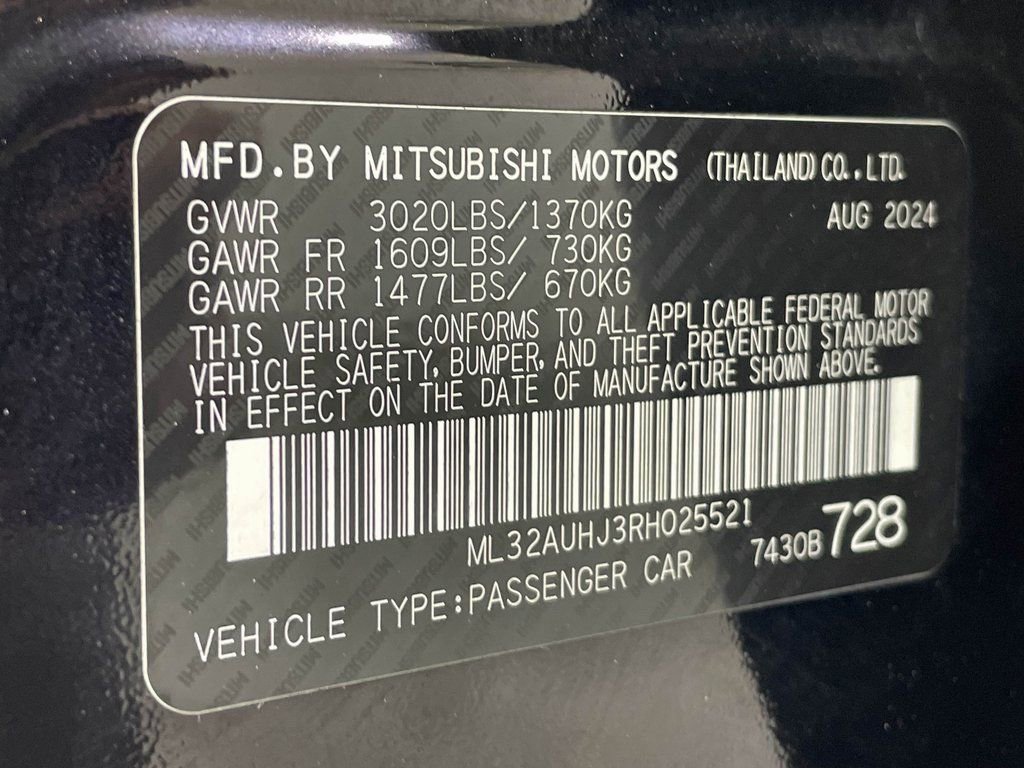 MFD.BY MITSUBISHI MOTORS (THAILAND)CO.,LTD.
GVWR 3020LBS/1370KG AUG 2024
GAWR FR 1609LBS/ 730KG
GAWR RR 1477LBS/ 670KG
THIS VEHICLE CONFORMS TO ALL APPLICABLE FEDERAL MOTOR
VEHICLE SAFETY, BUMPER, AND THEFT PREVENTION STANDARDS
IN EFFECT ON THE DATE OF MANUFACTURE SHOWN ABOVE.
ML32AUHJ3RH025521
7430B728
VEHICLE TYPE:PASSENGER CAR